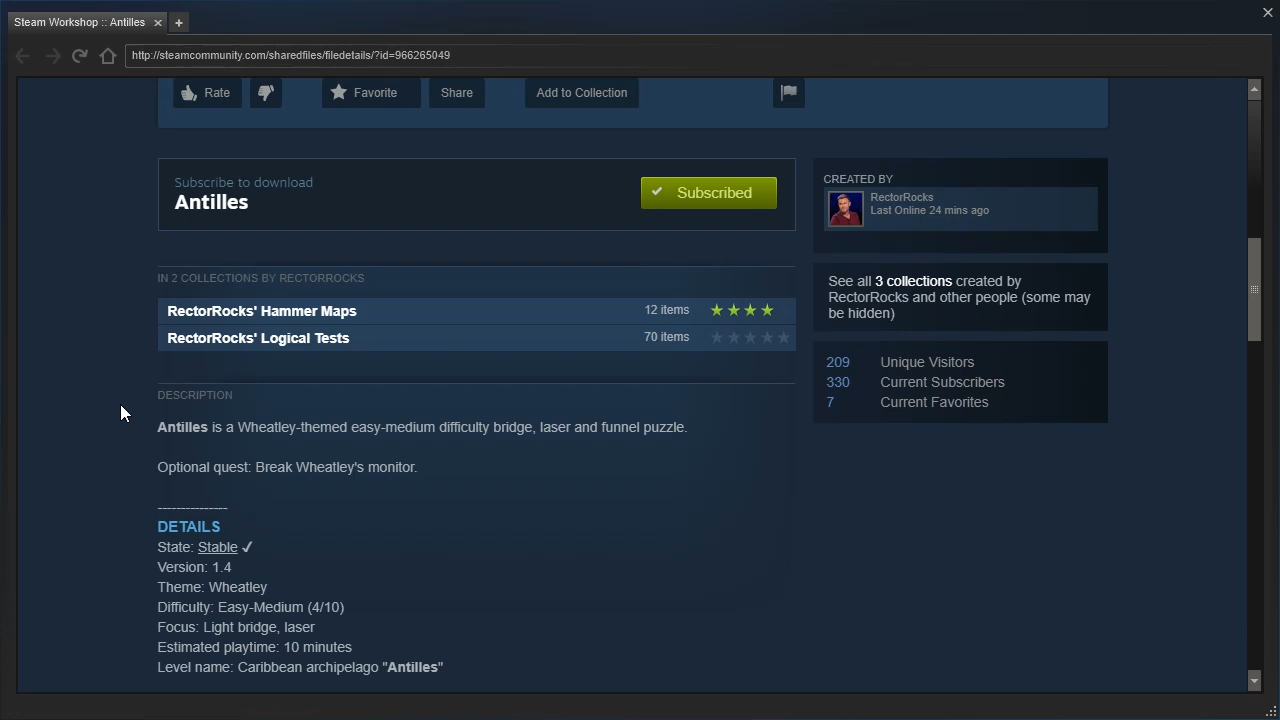 Steam Workshop :: Antilles
http://steamcommunity.com/sharedfiles/filedetails/?id=966265049
Rate Favorite Share Add to Collection
Subscribe to download
Antilles
Subscribed
IN 2 COLLECTIONS BY RECTORROCKS
RectorRocks' Hammer Maps 12 items
RectorRocks' Logical Tests 70 items
DESCRIPTION
Antilles is a Wheatley-themed easy-medium difficulty bridge, laser and funnel puzzle.
Optional quest: Break Wheatley's monitor.
---------------
DETAILS
State: Stable ✓
Version: 1.4
Theme: Wheatley
Difficulty: Easy-Medium (4/10)
Focus: Light bridge, laser
Estimated playtime: 10 minutes
Level name: Caribbean archipelago "Antilles"
CREATED BY
RectorRocks
Last Online 24 mins ago
See all 3 collections created by
RectorRocks and other people (some may
be hidden)
209 Unique Visitors
330 Current Subscribers
7 Current Favorites